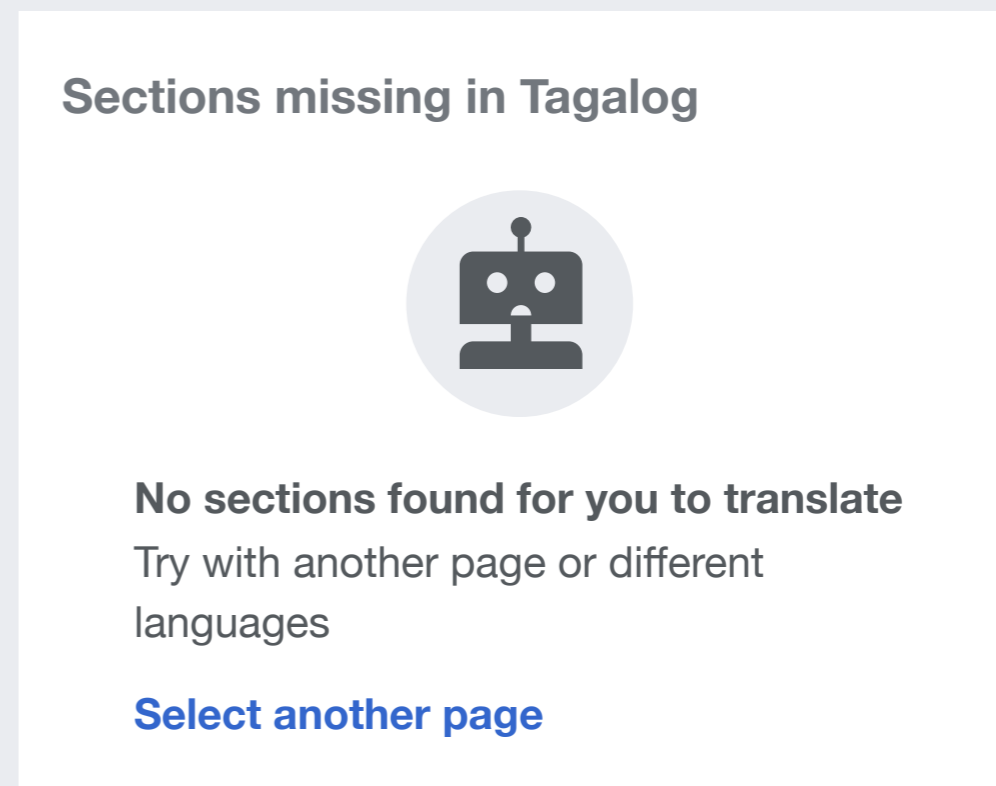 Sections missing in Tagalog
No sections found for you to translate
Try with another page or different
languages
Select another page